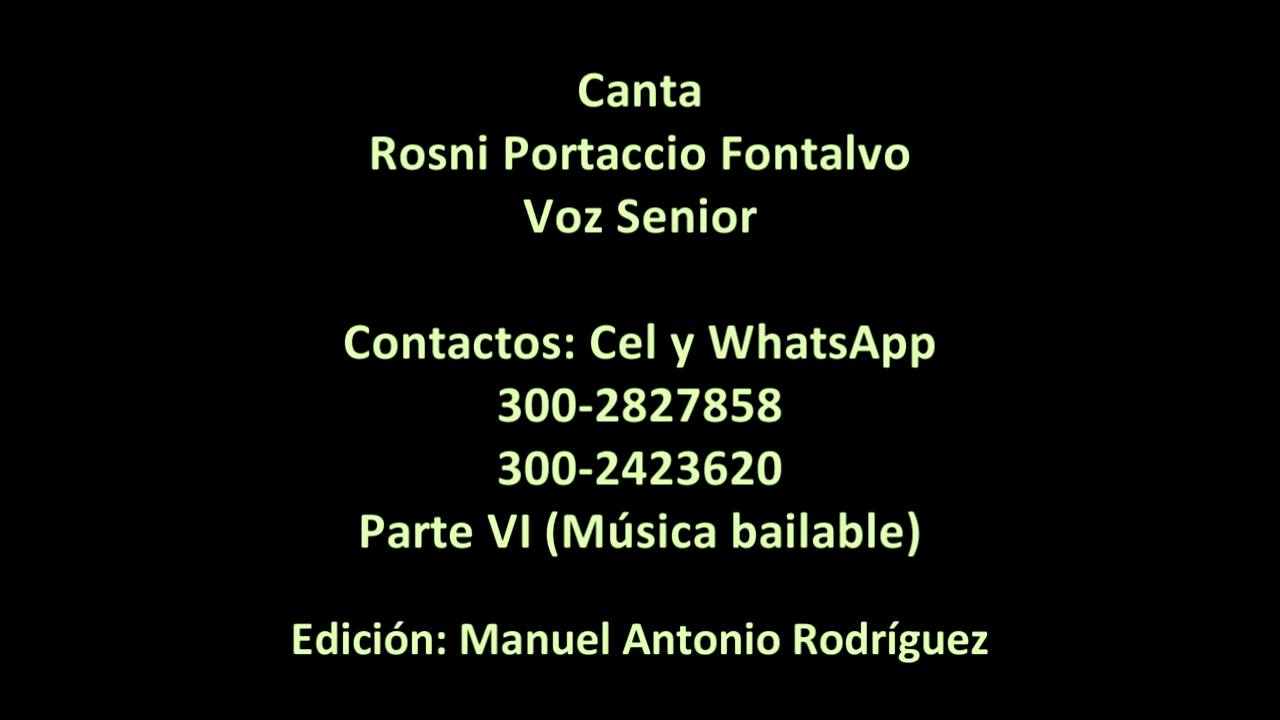 Canta
Rosni Portaccio Fontalvo
Voz Senior
Contactos: Cel y WhatsApp
300-2827858
300-2423620
Parte VI (Música bailable)
Edición: Manuel Antonio Rodríguez